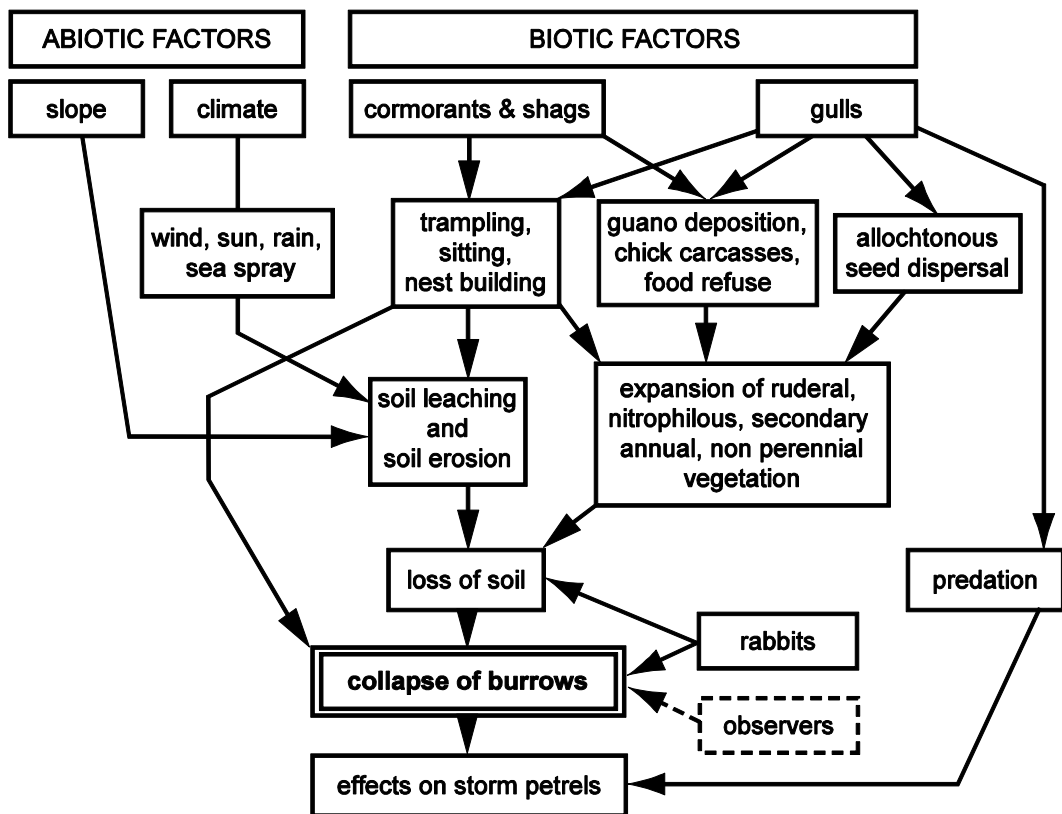 ABIOTIC FACTORS
BIOTIC FACTORS
slope
climate
cormorants & shags
gulls
wind, sun, rain,
sea spray
trampling,
sitting,
nest building
guano deposition,
chick carcasses,
food refuse
allochtonous
seed dispersal
soil leaching
and
soil erosion
expansion of ruderal,
nitrophilous, secondary
annual, non perennial
vegetation
loss of soil
predation
rabbits
collapse of burrows
observers
effects on storm petrels